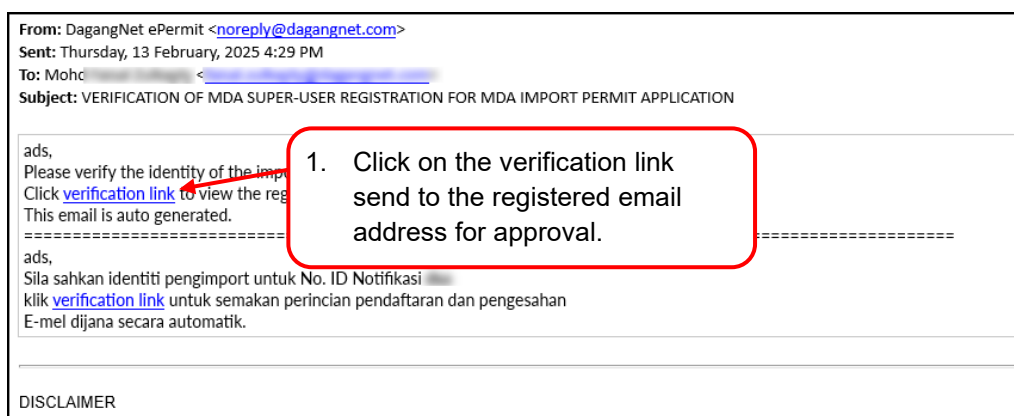 From: DagangNet ePermit <noreply@dagangnet.com>
Sent: Thursday, 13 February, 2025 4:29 PM
To: Mohd <
Subject: VERIFICATION OF MDA SUPER-USER REGISTRATION FOR MDA IMPORT PERMIT APPLICATION
ads,
Please verify the identity of the imp
Click verification link to view the reg
This email is auto generated.
1. Click on the verification link
send to the registered email
address for approval.
================================================================================
ads,
Sila sahkan identiti pengimport untuk No. ID Notifikasi
klik verification link untuk semakan perincian pendaftaran dan pengesahan
E-mel dijana secara automatik.
DISCLAIMER